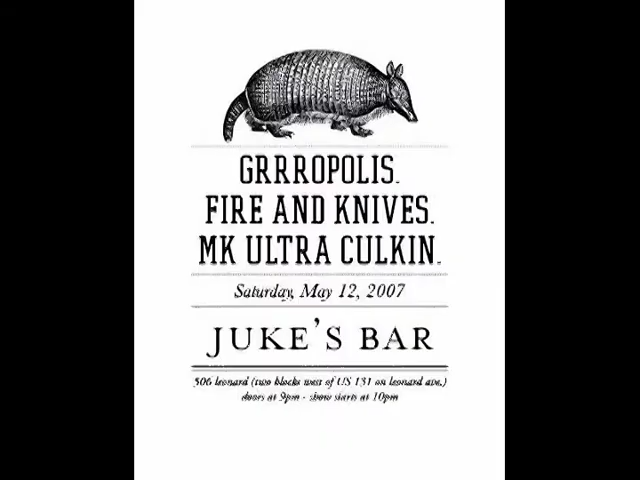 GRRROPOLIS.
FIRE AND KNIVES.
MK ULTRA CULKIN.
Saturday, May 12, 2007
JUKE'S BAR
506 leonard (two blocks west of US 131 on leonard ave.)
doors at 9pm - show starts at 10pm